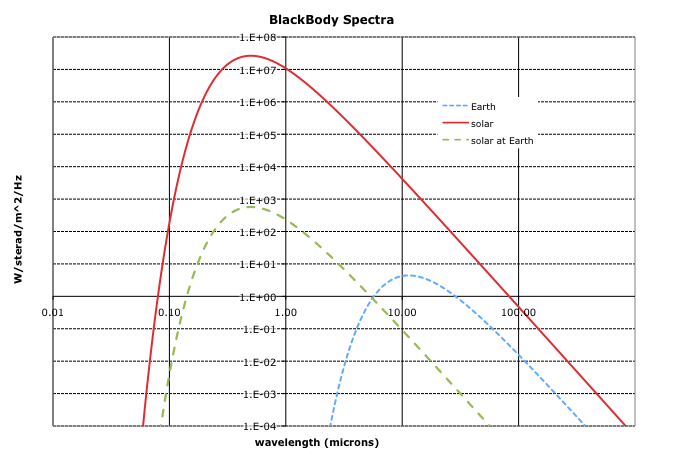 BlackBody Spectra
1.E+08
1.E+07
1.E+06
1.E+05
1.E+04
1.E+03
1.E+02
1.E+01
1.E+00
1.E-01
1.E-02
1.E-03
1.E-04
0.01
0.10
1.00
10.00
100.00
Earth
solar
solar at Earth
W/sterad/m^2/Hz
wavelength (microns)